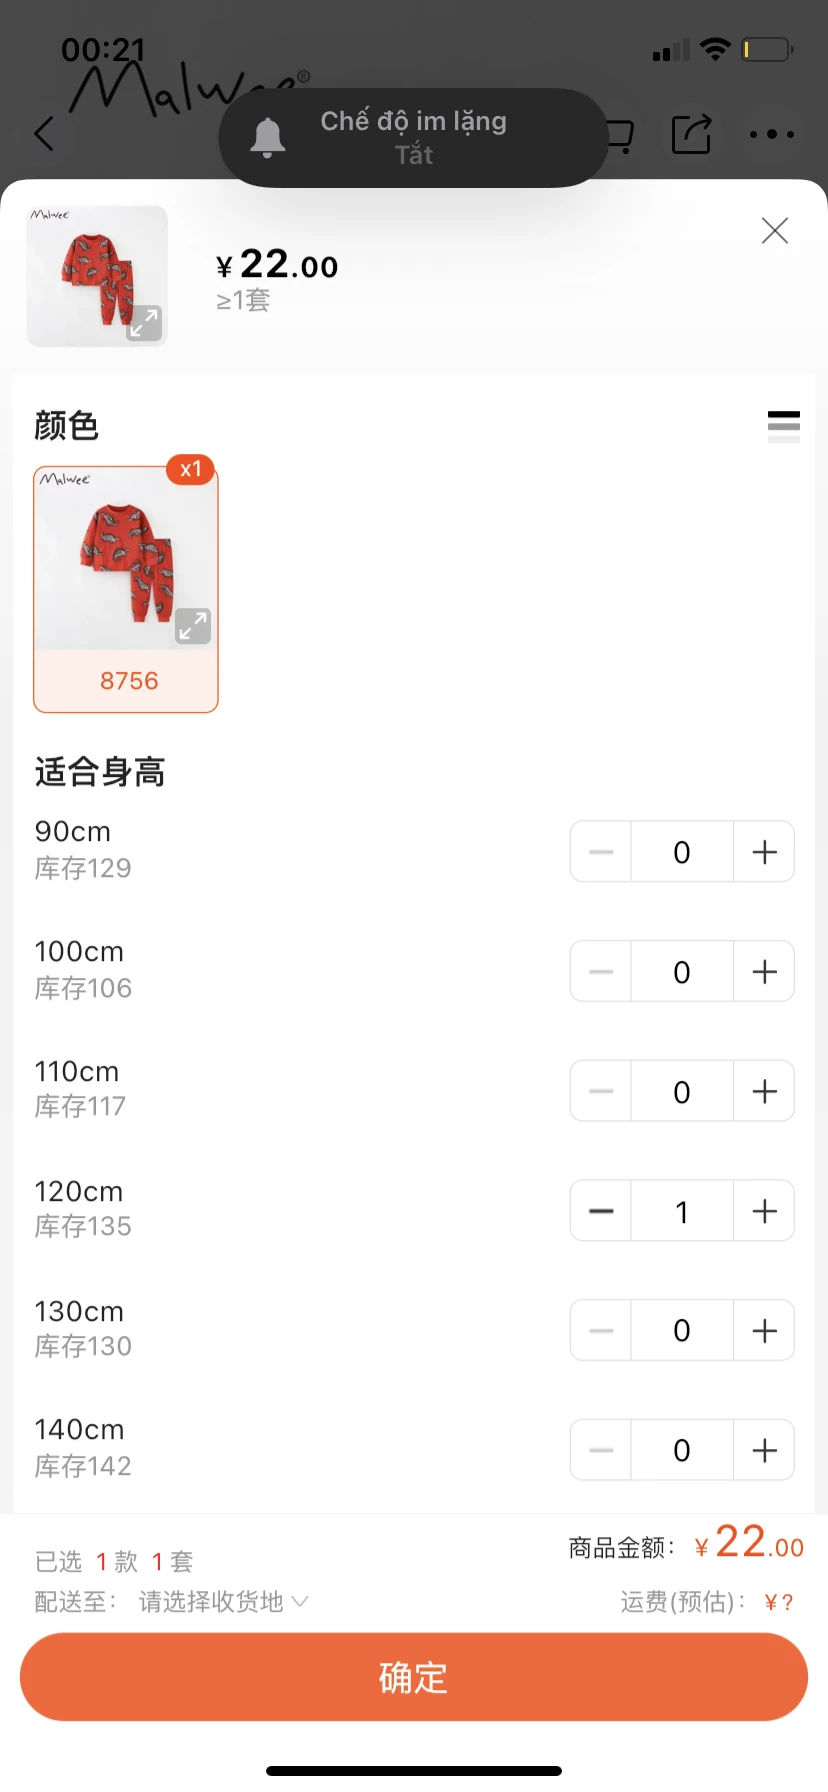 00:21
Malwee®
Chế độ im lặng
Tắt
Malwee
¥22.00
≥1套
颜色
x1
Malwee
8756
适合身高
90cm
库存129
0
100cm
库存106
0
110cm
库存117
0
120cm
库存135
1
130cm
库存130
0
140cm
库存142
0
已选 1 款 1 套
商品金额：¥22.00
配送至： 请选择收货地
运费(预估)：¥?
确定